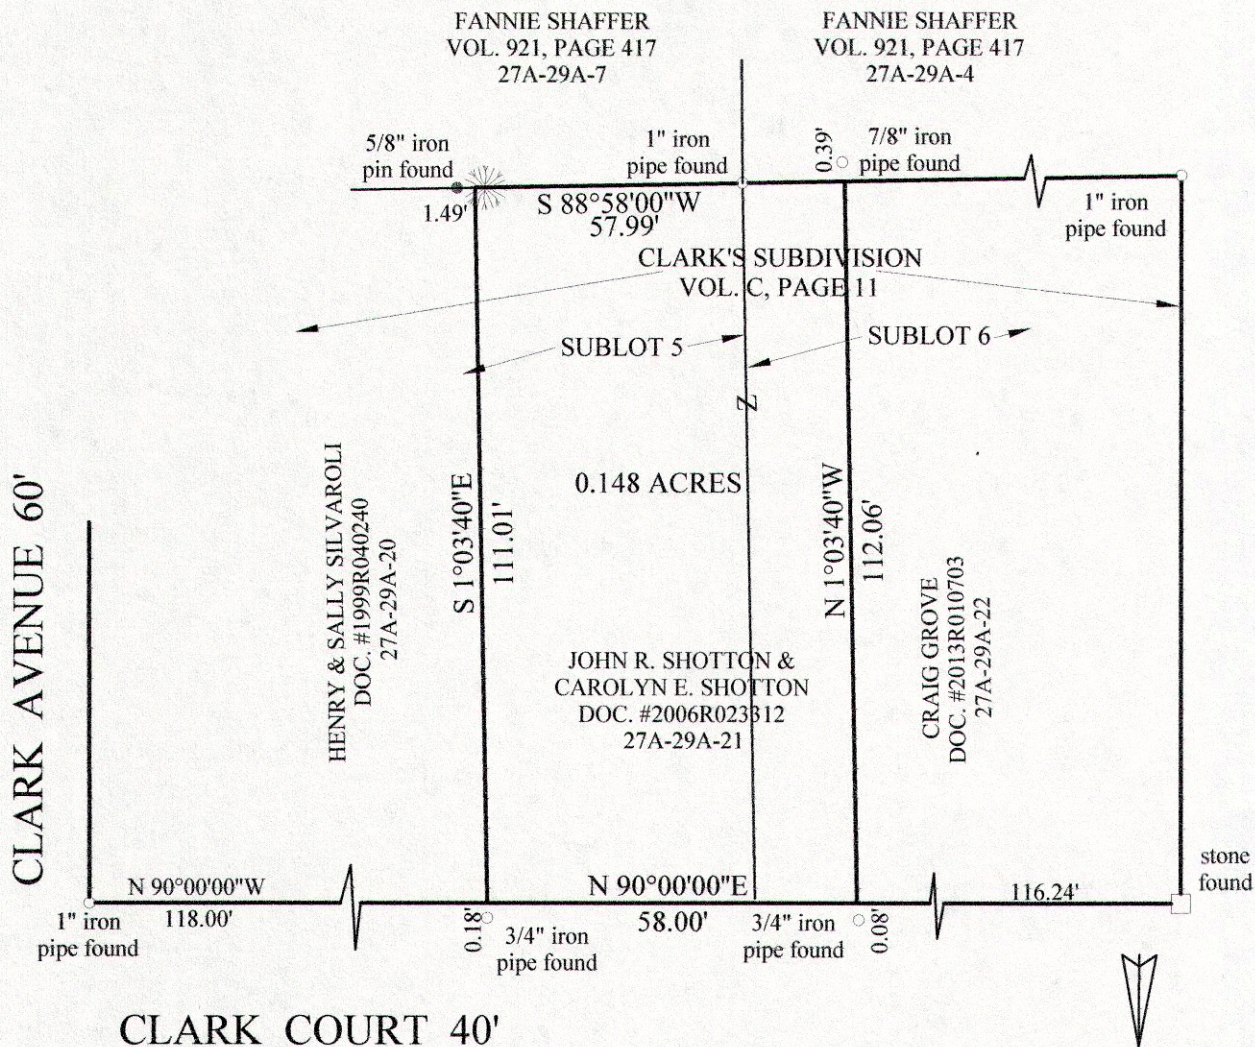 FANNIE SHAFFER
VOL. 921, PAGE 417
27A-29A-7
FANNIE SHAFFER
VOL. 921, PAGE 417
27A-29A-4
5/8" iron
pin found
1" iron
pipe found
0.39'
7/8" iron
pipe found
1.49'
S 88°58'00"W
57.99'
1" iron
pipe found
CLARK'S SUBDIVISION
VOL. C, PAGE 11
SUBLOT 5
SUBLOT 6
Z
0.148 ACRES
S 1°03'40"E
111.01'
N 1°03'40"W
112.06'
CLARK AVENUE 60'
HENRY & SALLY SILVAROLI
DOC. #1999R040240
27A-29A-20
JOHN R. SHOTTON &
CAROLYN E. SHOTTON
DOC. #2006R023312
27A-29A-21
CRAIG GROVE
DOC. #2013R010703
27A-29A-22
stone
found
N 90°00'00"W
118.00'
1" iron
pipe found
N 90°00'00"E
58.00'
0.18'
3/4" iron
pipe found
3/4" iron
pipe found
0.08'
116.24'
CLARK COURT 40'